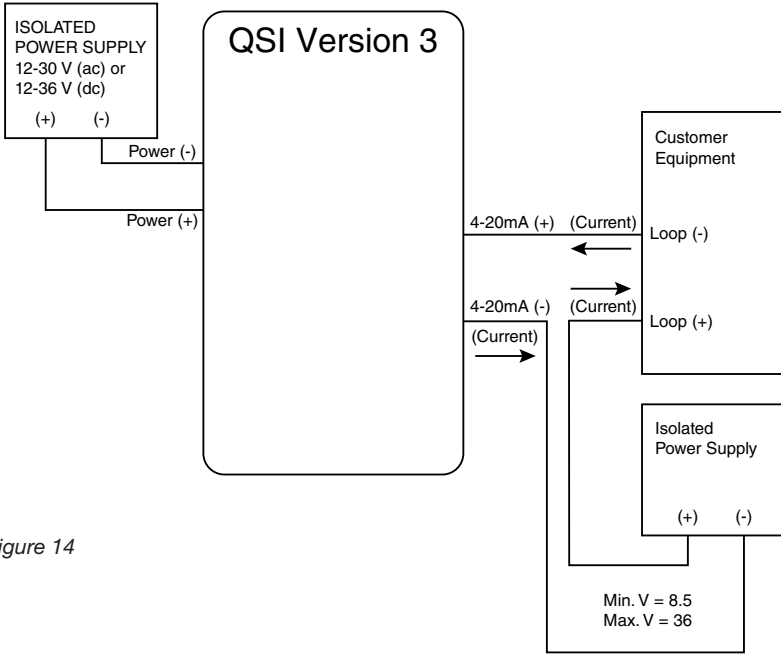 ISOLATED
POWER SUPPLY
12-30 V (ac) or
12-36 V (dc)
(+) (-)
Power (-)
Power (+)
QSI Version 3
4-20mA (+) (Current)
4-20mA (-) (Current)
(Current)
Customer
Equipment
Loop (-)
Loop (+)
Isolated
Power Supply
(+) (-)
Min. V = 8.5
Max. V = 36
igure 14